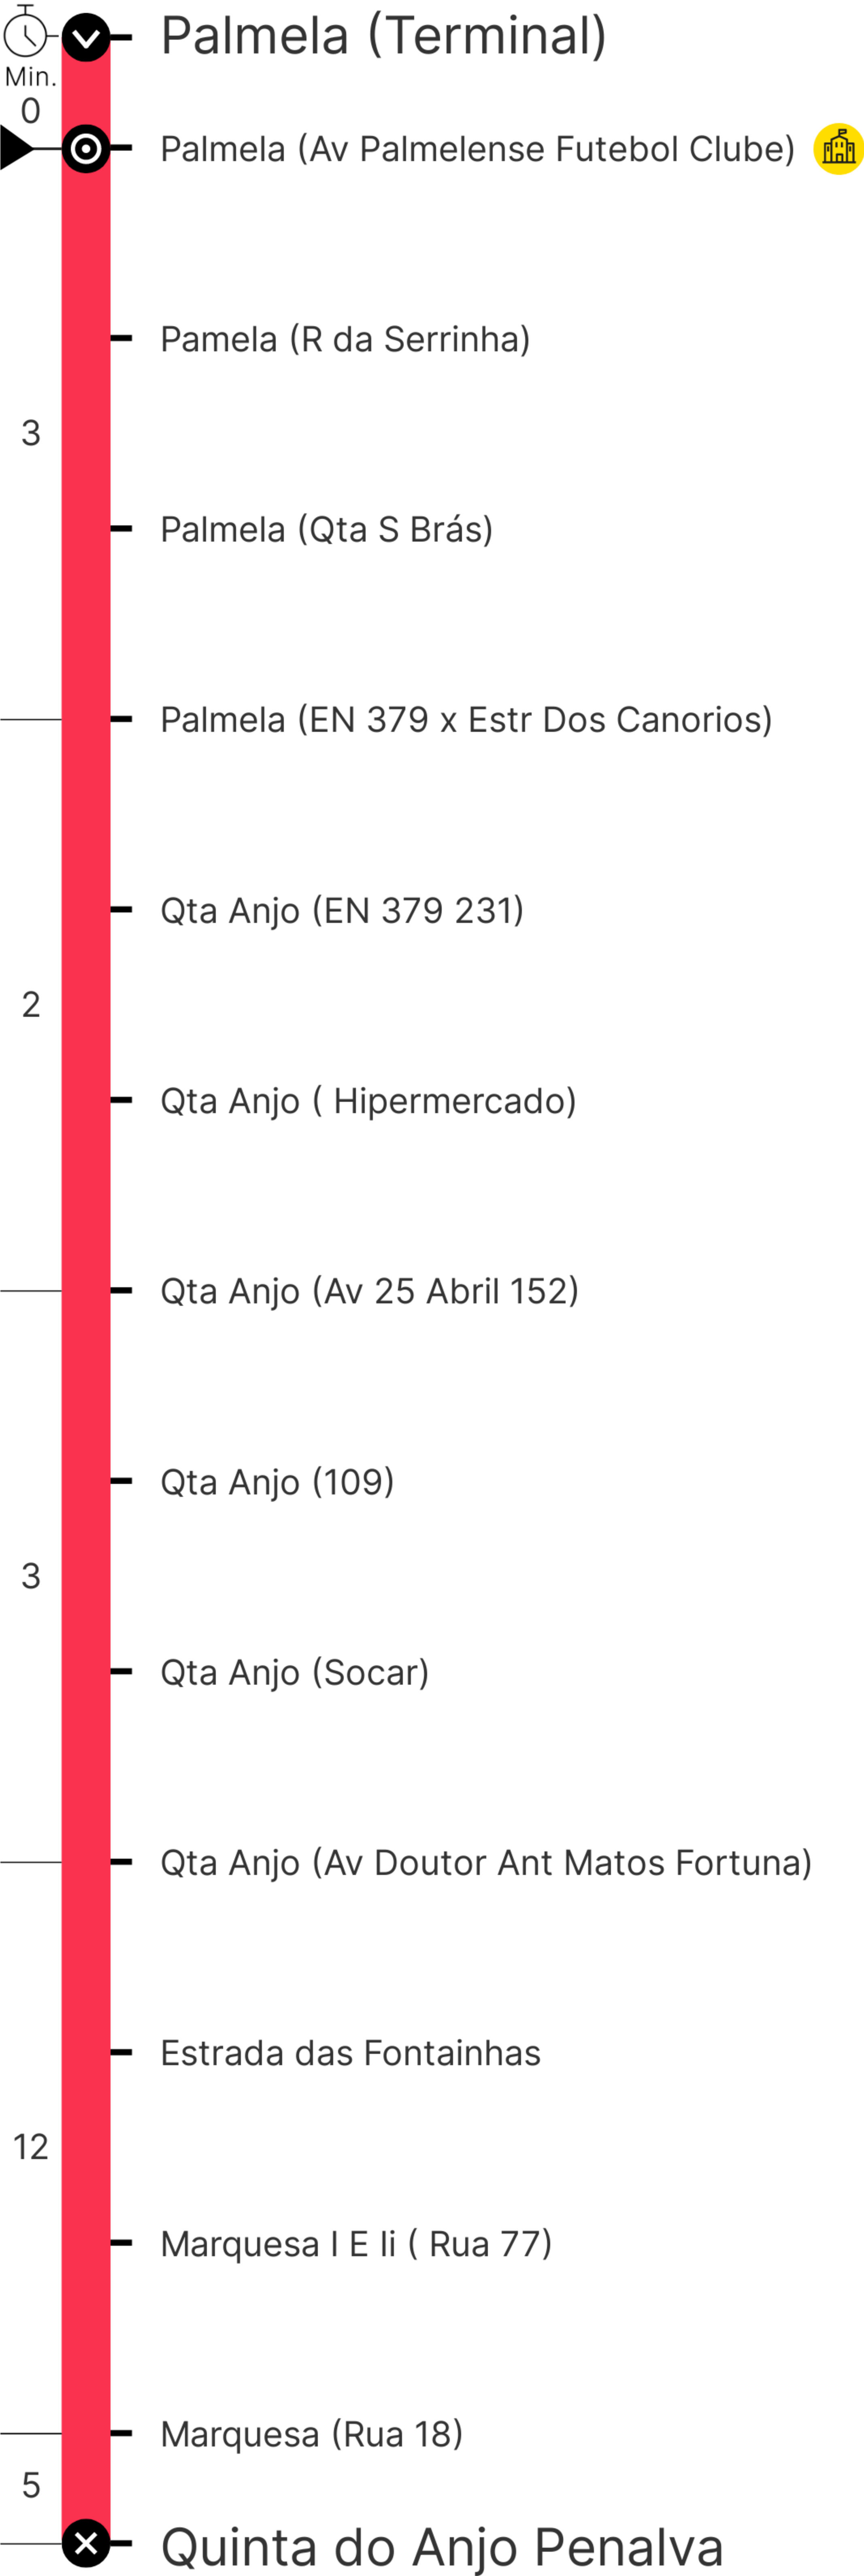 Palmela (Terminal)
Min.
0
Palmela (Av Palmelense Futebol Clube)
Pamela (R da Serrinha)
3
Palmela (Qta S Brás)
Palmela (EN 379 x Estr Dos Canorios)
Qta Anjo (EN 379 231)
2
Qta Anjo ( Hipermercado)
Qta Anjo (Av 25 Abril 152)
Qta Anjo (109)
3
Qta Anjo (Socar)
Qta Anjo (Av Doutor Ant Matos Fortuna)
Estrada das Fontainhas
12
Marquesa I E Ii ( Rua 77)
Marquesa (Rua 18)
5
Quinta do Anjo Penalva